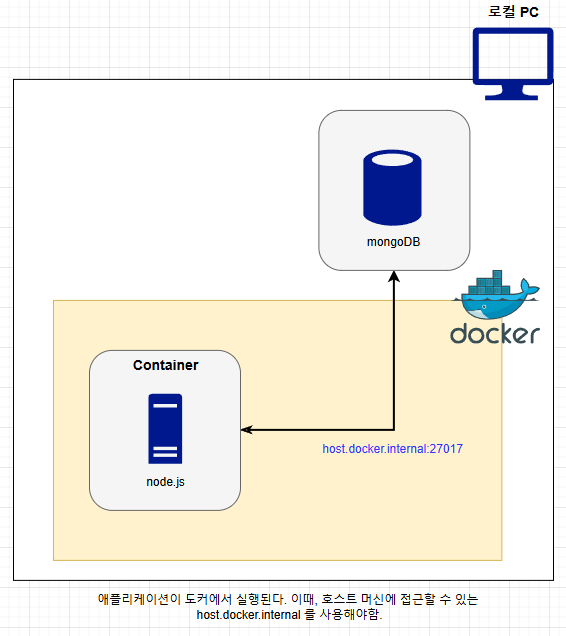 로컬 PC
mongoDB
docker
Container
node.js
host.docker.internal:27017
애플리케이션이 도커에서 실행된다. 이때, 호스트 머신에 접근할 수 있는
host.docker.internal 를 사용해야함.